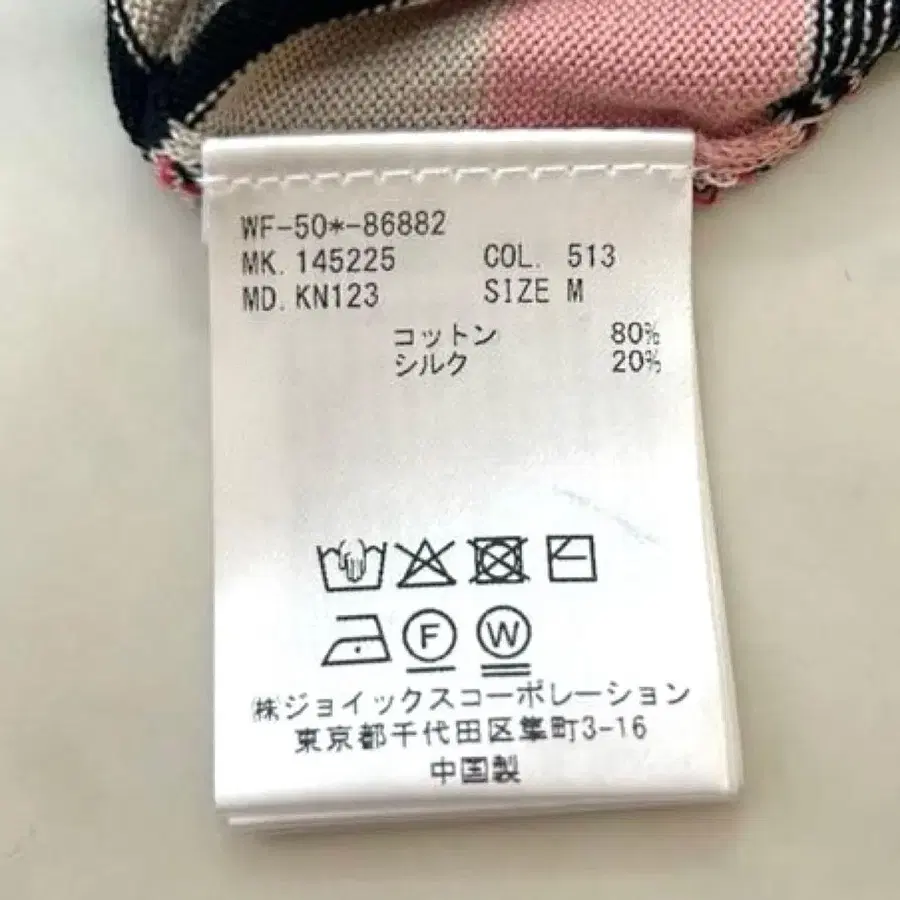 WF-50*-86882
MK. 145225 COL. 513
MD. KN123 SIZE M
コットン 80%
シルク 20%
F W
㈱ジョイックスコーポレーション
東京都千代田区隼町3-16
中国製